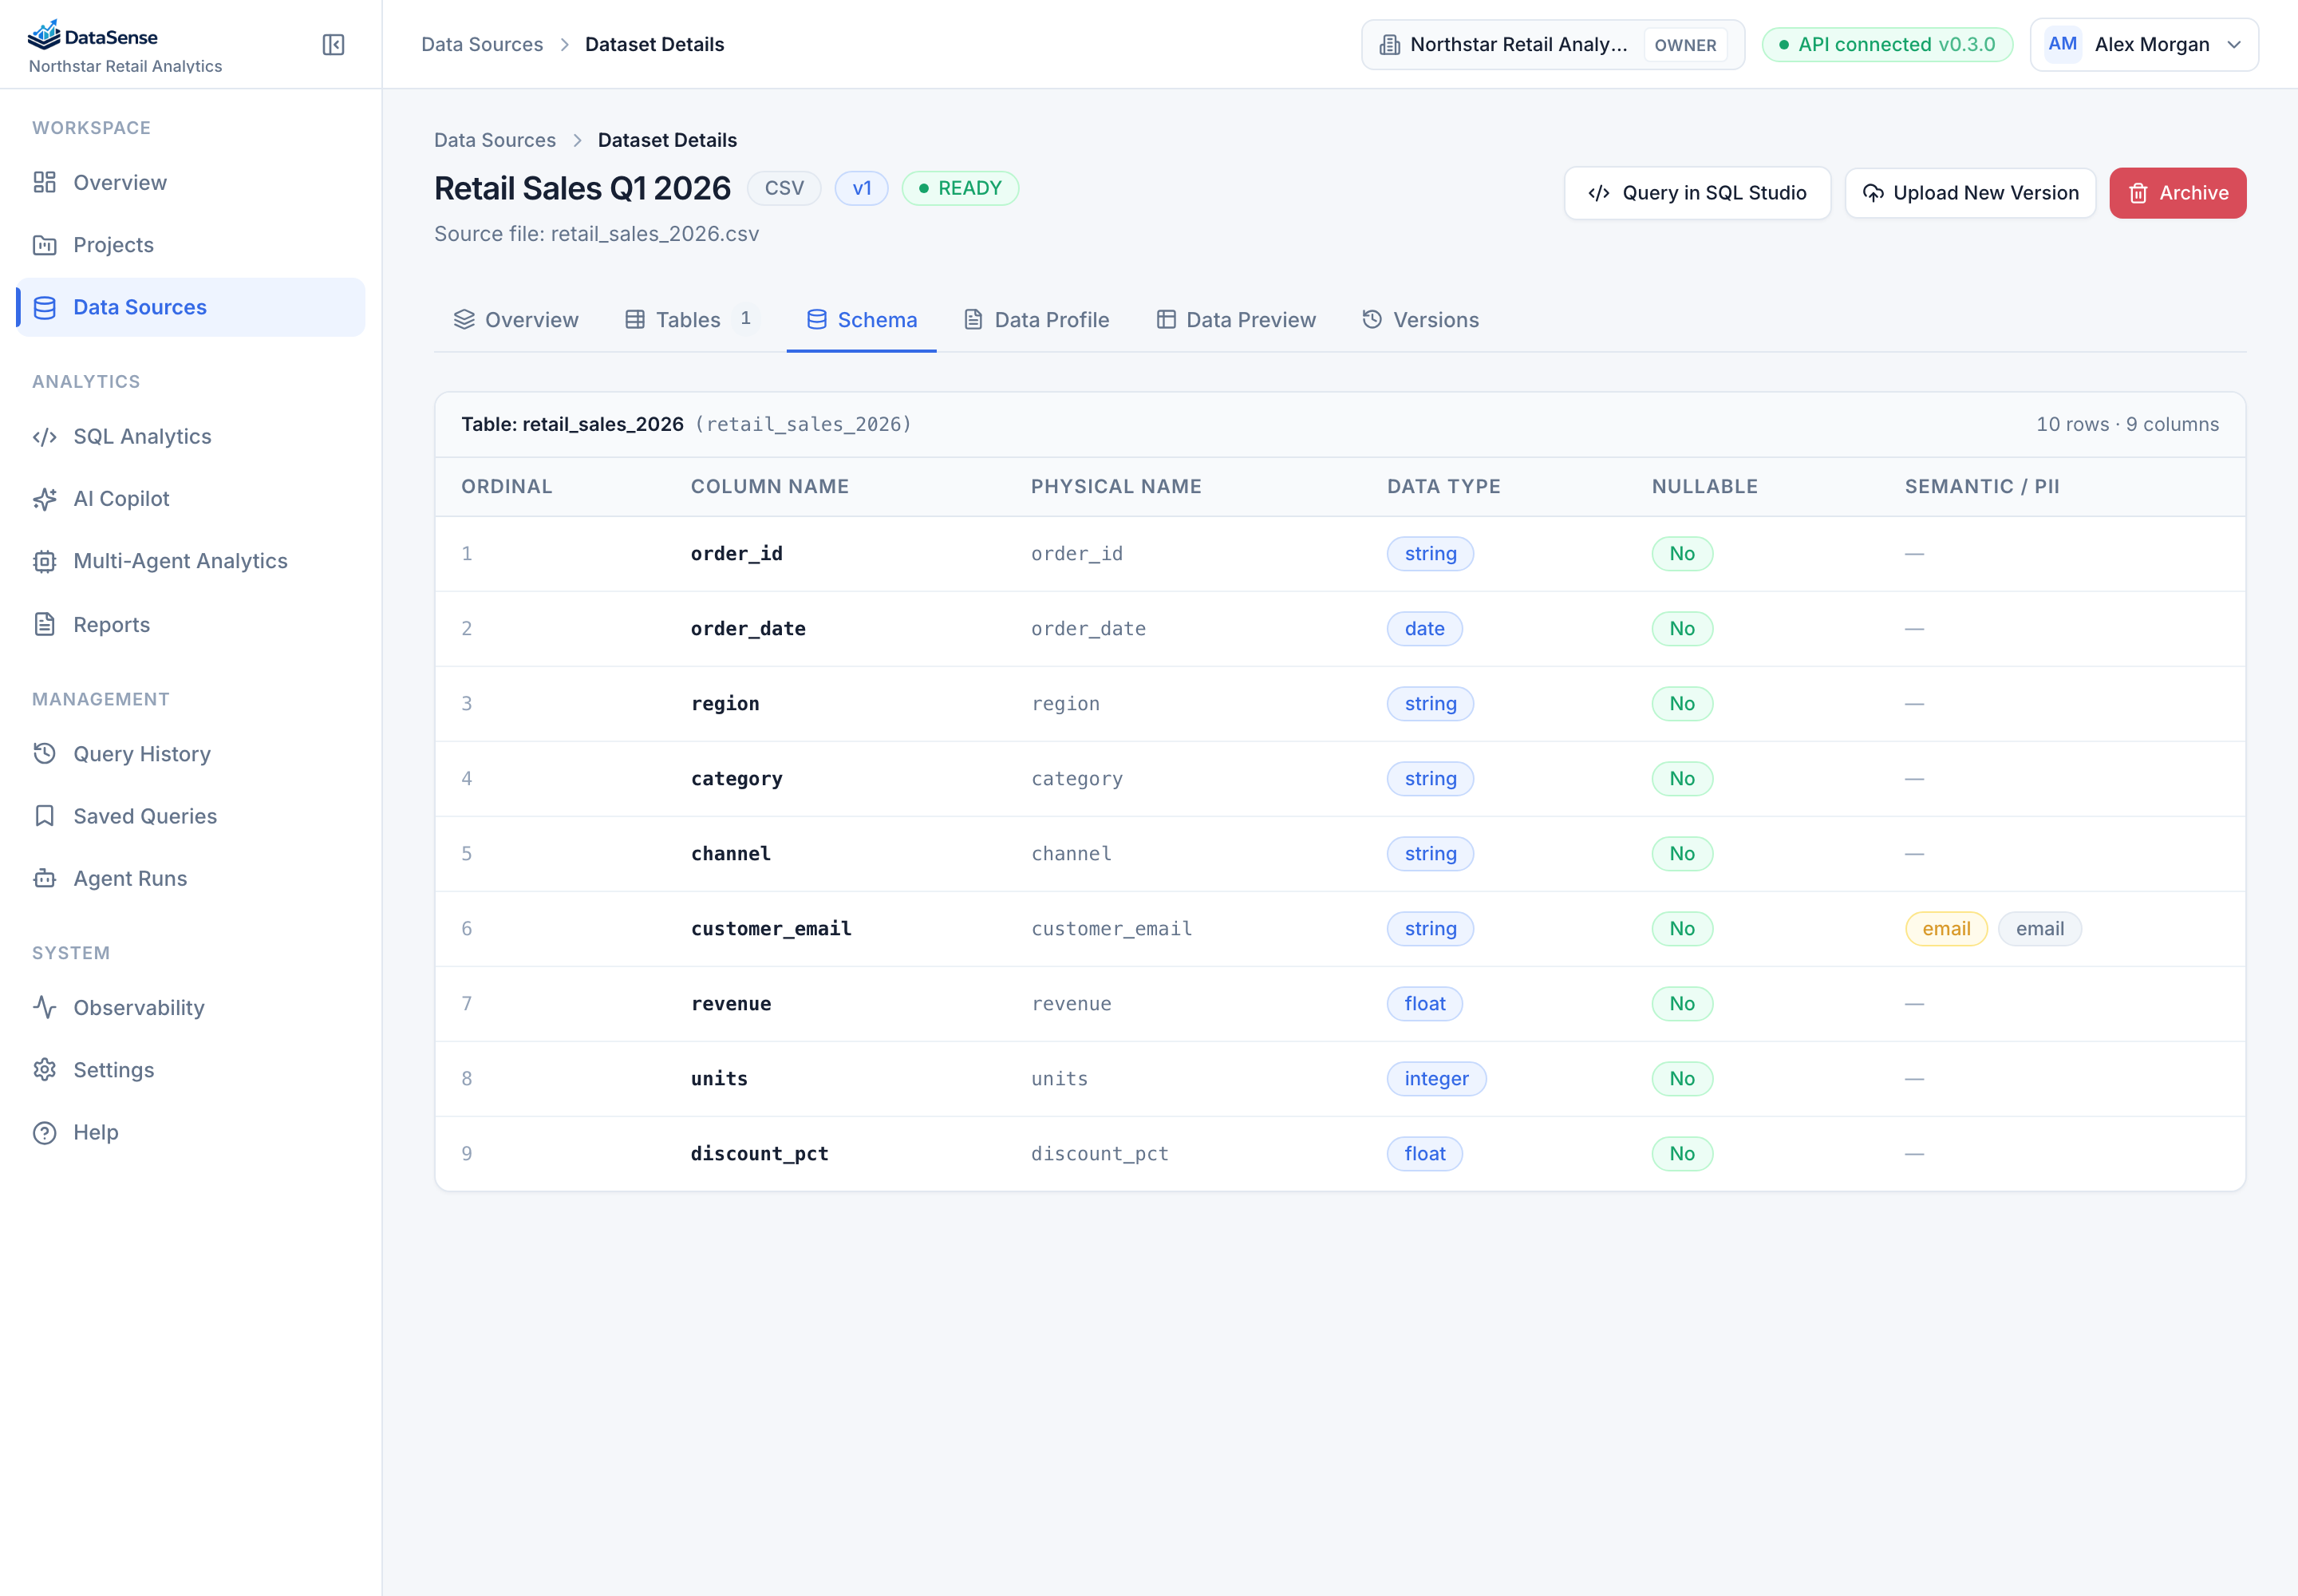 DataSense
Northstar Retail Analytics
Data Sources > Dataset Details
Northstar Retail Analy... OWNER
API connected v0.3.0
AM Alex Morgan
WORKSPACE
Overview
Projects
Data Sources
ANALYTICS
SQL Analytics
AI Copilot
Multi-Agent Analytics
Reports
MANAGEMENT
Query History
Saved Queries
Agent Runs
SYSTEM
Observability
Settings
Help
Data Sources > Dataset Details
Retail Sales Q1 2026 CSV v1 READY
Source file: retail_sales_2026.csv
Query in SQL Studio Upload New Version Archive
Overview Tables 1 Schema Data Profile Data Preview Versions
Table: retail_sales_2026 (retail_sales_2026) 10 rows · 9 columns
ORDINAL COLUMN NAME PHYSICAL NAME DATA TYPE NULLABLE SEMANTIC / PII
1 order_id order_id string No —
2 order_date order_date date No —
3 region region string No —
4 category category string No —
5 channel channel string No —
6 customer_email customer_email string No email email
7 revenue revenue float No —
8 units units integer No —
9 discount_pct discount_pct float No —